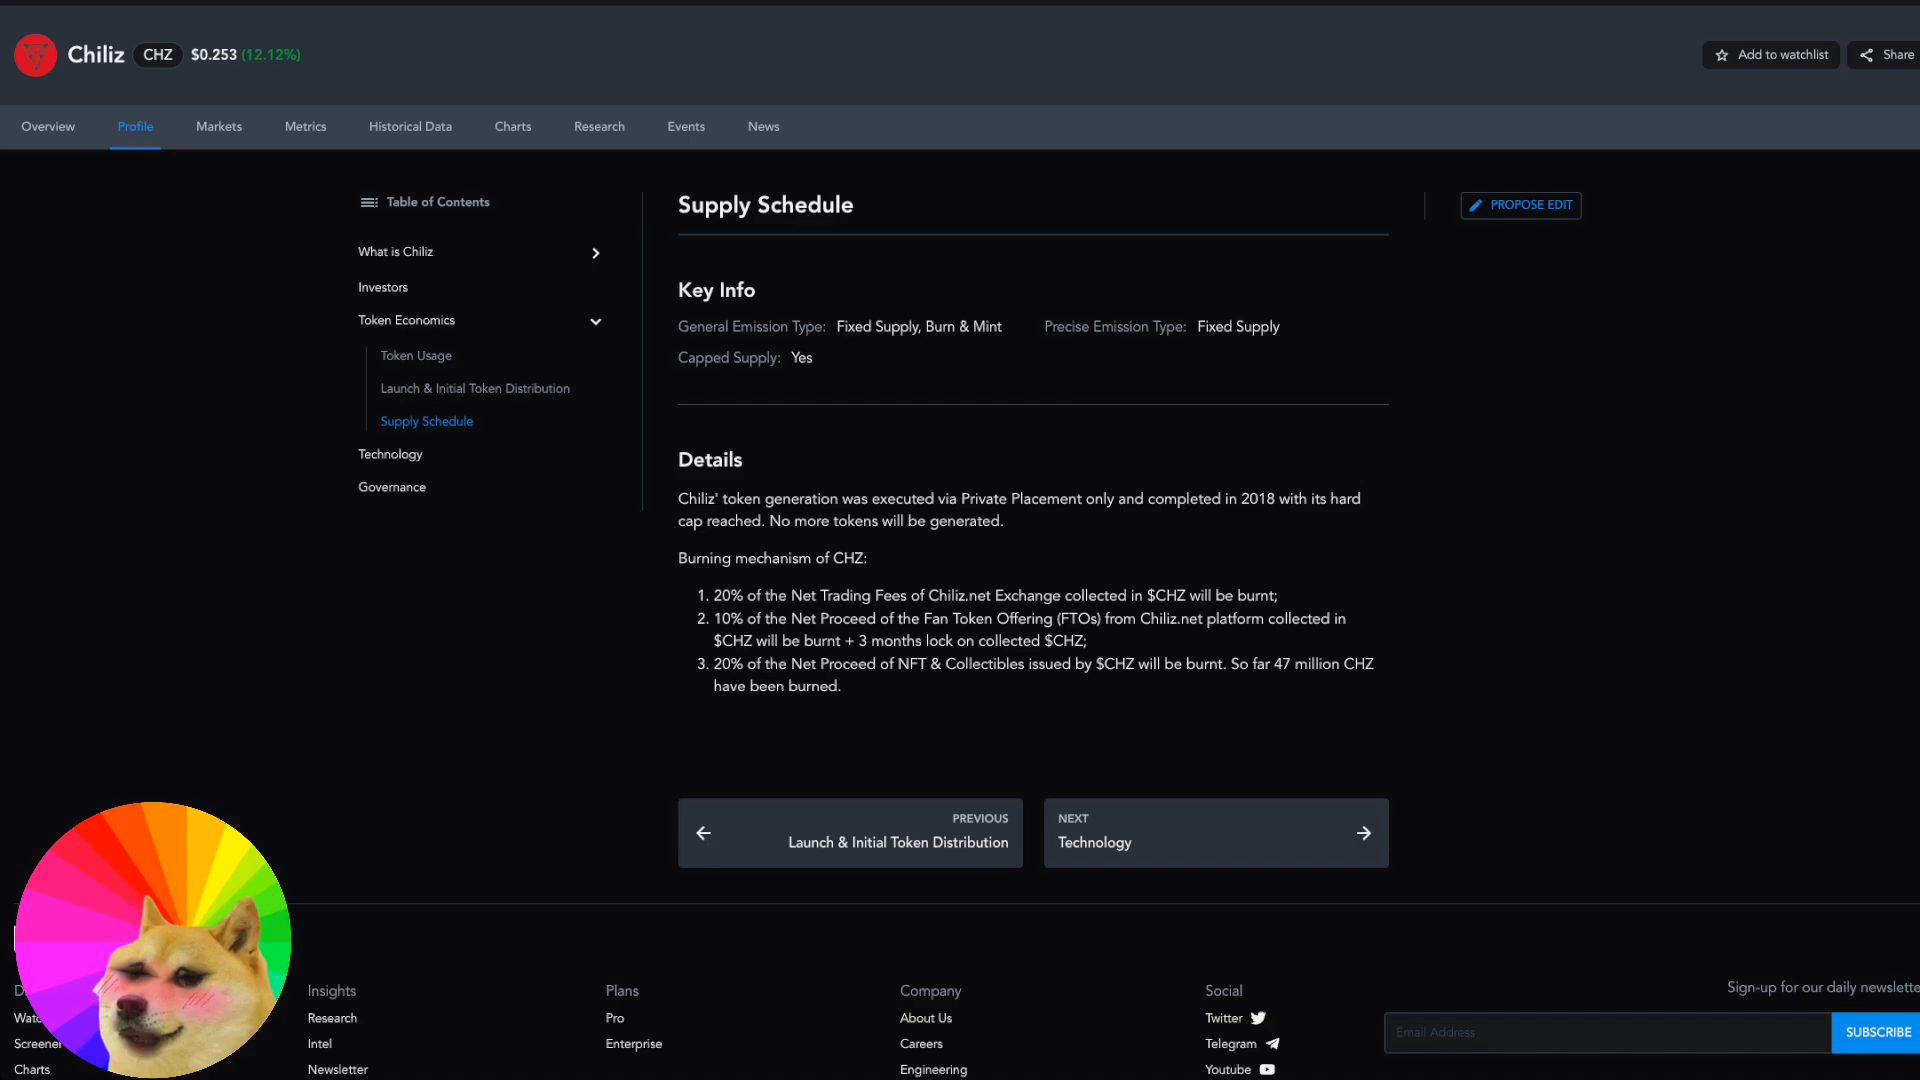 Chiliz CHZ $0.253 (12.12%)
Add to watchlist
Share
Overview Profile Markets Metrics Historical Data Charts Research Events News
Table of Contents
What is Chiliz
Investors
Token Economics
Token Usage
Launch & Initial Token Distribution
Supply Schedule
Technology
Governance
Supply Schedule
PROPOSE EDIT
Key Info
General Emission Type: Fixed Supply, Burn & Mint Precise Emission Type: Fixed Supply
Capped Supply: Yes
Details
Chiliz' token generation was executed via Private Placement only and completed in 2018 with its hard
cap reached. No more tokens will be generated.
Burning mechanism of CHZ:
1. 20% of the Net Trading Fees of Chiliz.net Exchange collected in $CHZ will be burnt;
2. 10% of the Net Proceed of the Fan Token Offering (FTOs) from Chiliz.net platform collected in
$CHZ will be burnt + 3 months lock on collected $CHZ;
3. 20% of the Net Proceed of NFT & Collectibles issued by $CHZ will be burnt. So far 47 million CHZ
have been burned.
PREVIOUS
Launch & Initial Token Distribution
NEXT
Technology
Screener
Charts
Insights
Research
Intel
Newsletter
Plans
Pro
Enterprise
Company
About Us
Careers
Engineering
Social
Twitter
Telegram
Youtube
Sign-up for our daily newslette
Email Address
SUBSCRIBE